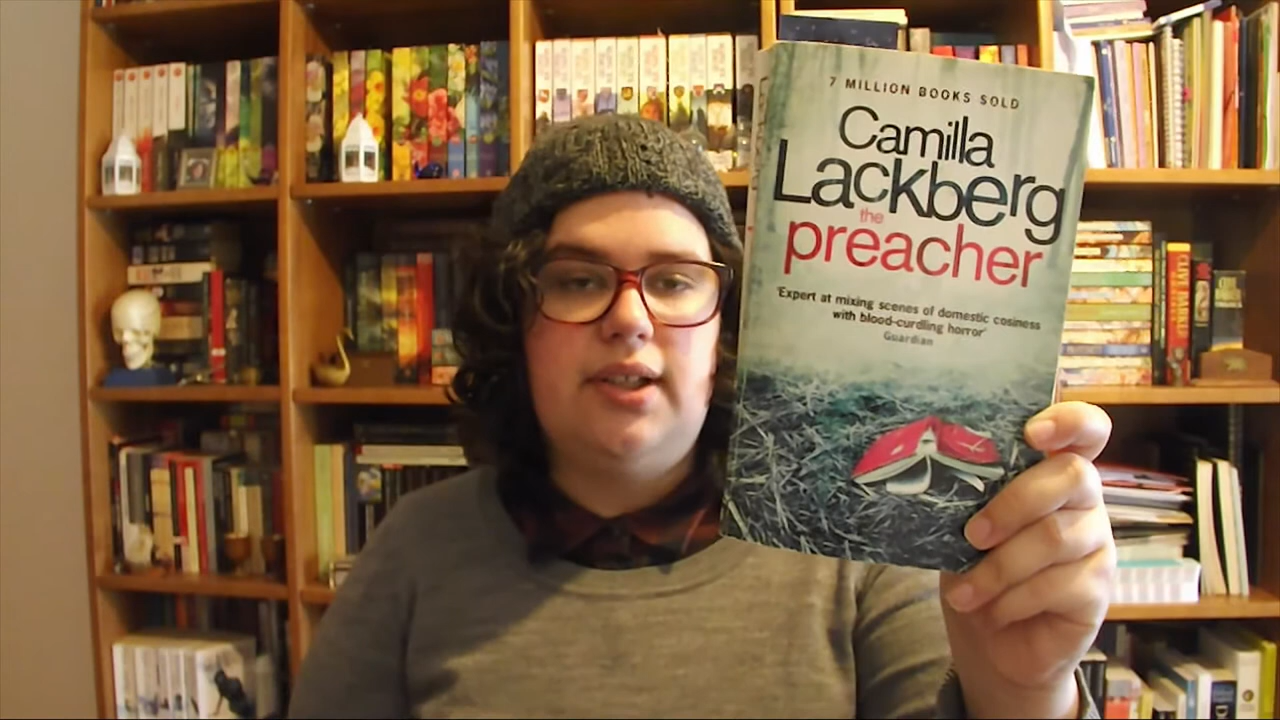 7 MILLION BOOKS SOLD
Camilla
Lackberg
the
preacher
'Expert at mixing scenes of domestic cosiness
with blood-curdling horror'
Guardian